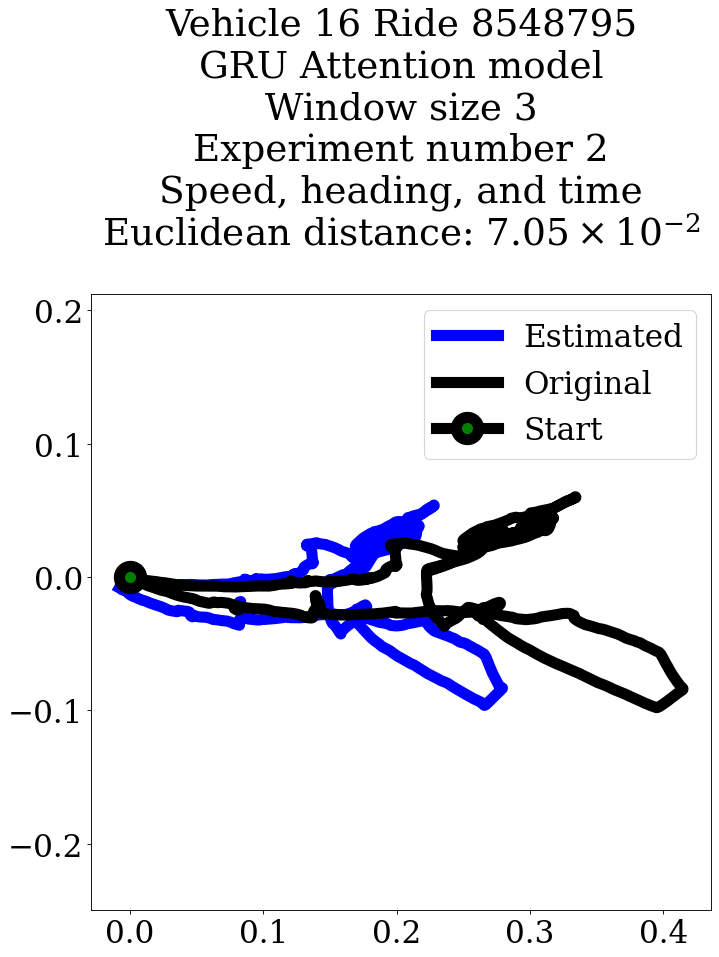 Vehicle 16 Ride 8548795
GRU Attention model
Window size 3
Experiment number 2
Speed, heading, and time
Euclidean distance: 7.05 × 10⁻²
Estimated
Original
Start
0.2
0.1
0.0
−0.1
−0.2
0.0 0.1 0.2 0.3 0.4